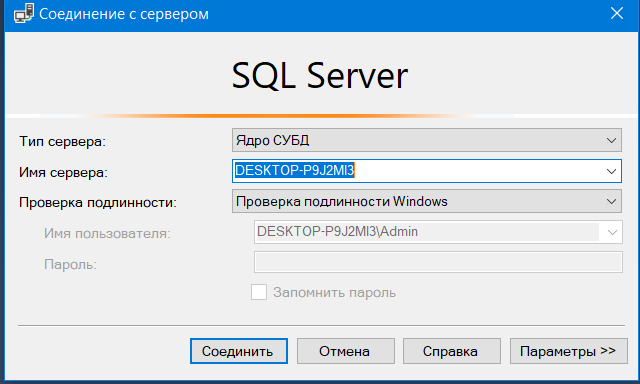 Соединение с сервером
SQL Server
Тип сервера: Ядро СУБД
Имя сервера: DESKTOP-P9J2MI3
Проверка подлинности: Проверка подлинности Windows
Имя пользователя: DESKTOP-P9J2MI3\Admin
Пароль:
Запомнить пароль
Соединить Отмена Справка Параметры >>